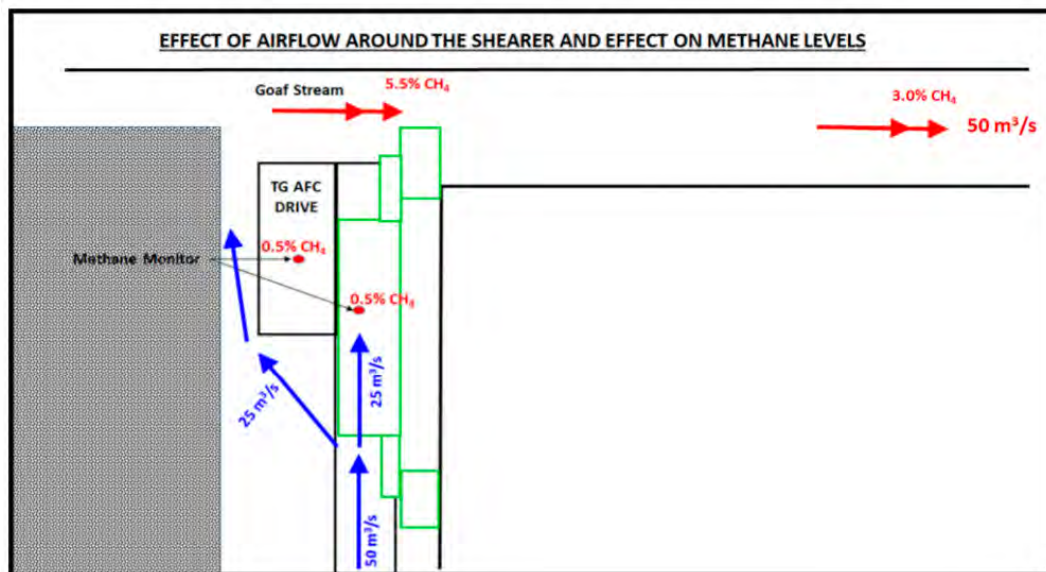 EFFECT OF AIRFLOW AROUND THE SHEARER AND EFFECT ON METHANE LEVELS
5.5% CH₄
Goaf Stream
3.0% CH₄
50 m³/s
TG AFC
DRIVE
0.5% CH₄
Methane Monitor
0.5% CH₄
25 m³/s
25 m³/s
50 m³/s